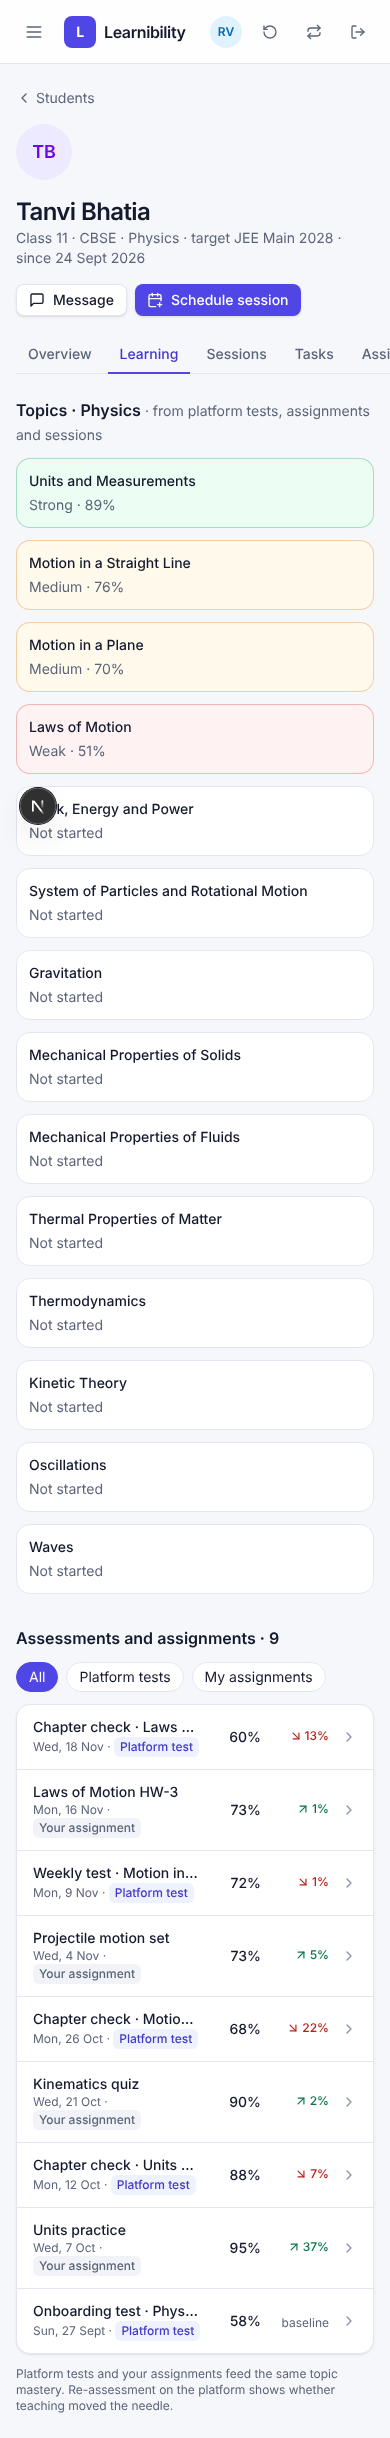 L Learnibility RV
Students
TB
Tanvi Bhatia
Class 11 · CBSE · Physics · target JEE Main 2028 ·
since 24 Sept 2026
Message Schedule session
Overview Learning Sessions Tasks Assi
Topics · Physics · from platform tests, assignments
and sessions
Units and Measurements
Strong · 89%
Motion in a Straight Line
Medium · 76%
Motion in a Plane
Medium · 70%
Laws of Motion
Weak · 51%
N k, Energy and Power
Not started
System of Particles and Rotational Motion
Not started
Gravitation
Not started
Mechanical Properties of Solids
Not started
Mechanical Properties of Fluids
Not started
Thermal Properties of Matter
Not started
Thermodynamics
Not started
Kinetic Theory
Not started
Oscillations
Not started
Waves
Not started
Assessments and assignments · 9
All Platform tests My assignments
Chapter check · Laws ... 60% 13%
Wed, 18 Nov · Platform test
Laws of Motion HW-3
Mon, 16 Nov · 73% 1%
Your assignment
Weekly test · Motion in... 72% 1%
Mon, 9 Nov · Platform test
Projectile motion set
Wed, 4 Nov · 73% 5%
Your assignment
Chapter check · Motio... 68% 22%
Mon, 26 Oct · Platform test
Kinematics quiz
Wed, 21 Oct · 90% 2%
Your assignment
Chapter check · Units ... 88% 7%
Mon, 12 Oct · Platform test
Units practice
Wed, 7 Oct · 95% 37%
Your assignment
Onboarding test · Phys... 58% baseline
Sun, 27 Sept · Platform test
Platform tests and your assignments feed the same topic
mastery. Re-assessment on the platform shows whether
teaching moved the needle.